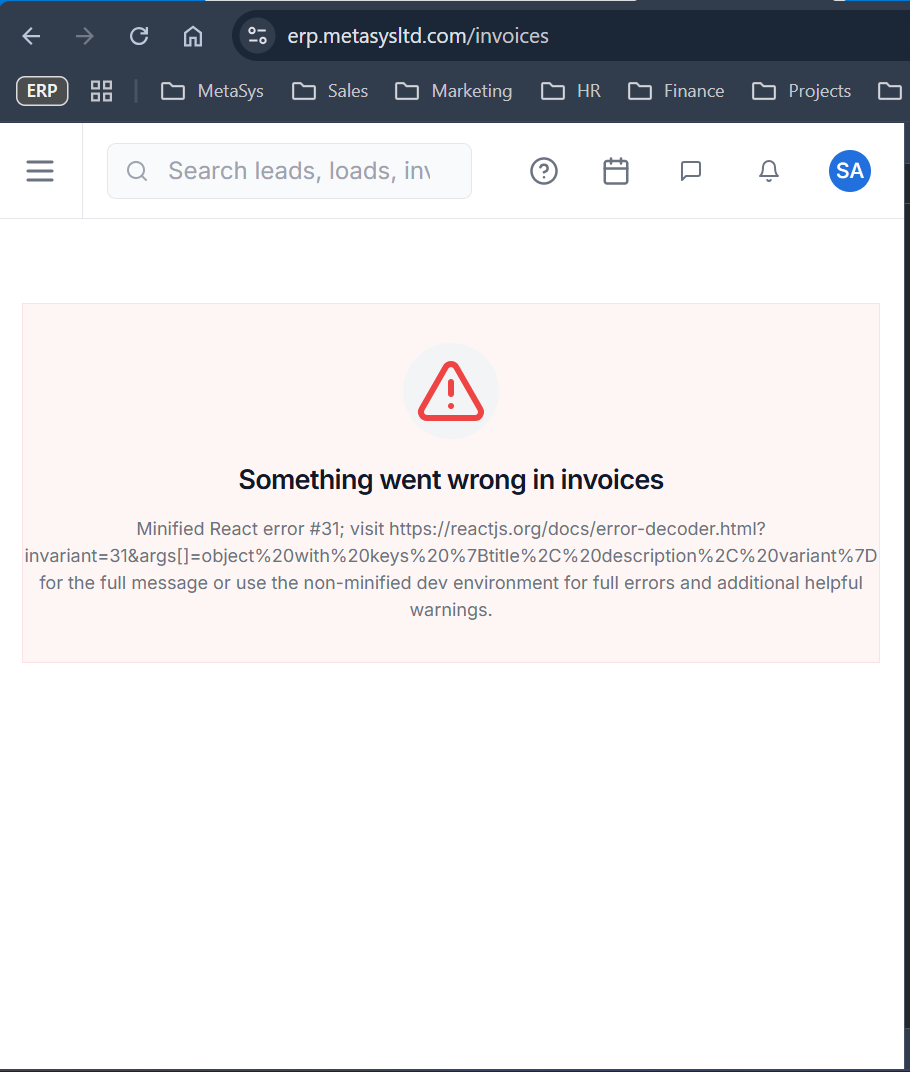 erp.metasysltd.com/invoices
ERP
MetaSys
Sales
Marketing
HR
Finance
Projects
Search leads, loads, inv
SA
Something went wrong in invoices
Minified React error #31; visit https://reactjs.org/docs/error-decoder.html?
invariant=31&args[]=object%20with%20keys%20%7Btitle%2C%20description%2C%20variant%7D
for the full message or use the non-minified dev environment for full errors and additional helpful
warnings.